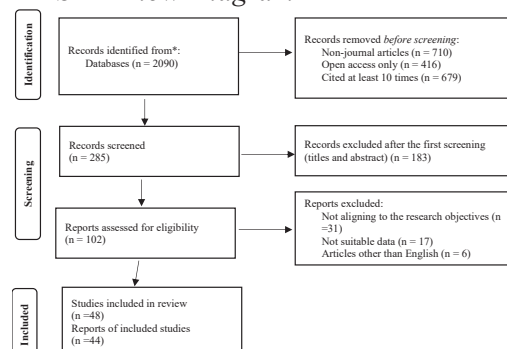 Identification
Records identified from*:
Databases (n = 2090)
Records removed before screening:
Non-journal articles (n = 710)
Open access only (n = 416)
Cited at least 10 times (n = 679)
Screening
Records screened
(n = 285)
Records excluded after the first screening
(titles and abstract) (n = 183)
Reports assessed for eligibility
(n = 102)
Reports excluded:
Not aligning to the research objectives (n
=31)
Not suitable data (n = 17)
Articles other than English (n = 6)
Included
Studies included in review
(n =48)
Reports of included studies
(n =44)